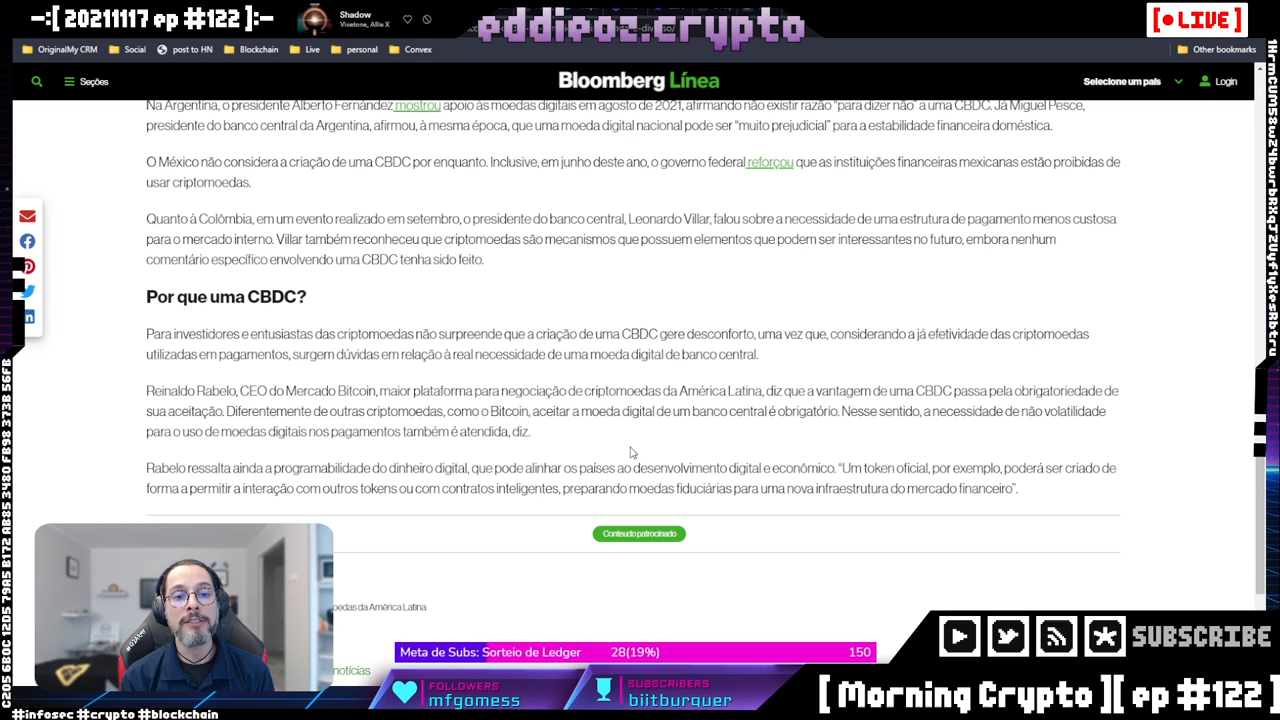 —:[ 20211117 ep #122 ]:—
Shadow
Vloetone, Allie X
eddieoz.crypto
[ • LIVE ]
OriginalMy CRM
Social
post to HN
Blockchain
Live
personal
Convex
Other bookmarks
Seções
Bloomberg Línea
Selecione um país
Login
Na Argentina, o presidente Alberto Fernández mostrou apoio às moedas digitais em agosto de 2021, afirmando não existir razão “para dizer não” a uma CBDC. Já Miguel Pesce,
presidente do banco central da Argentina, afirmou, à mesma época, que uma moeda digital nacional pode ser “muito prejudicial” para a estabilidade financeira doméstica.
O México não considera a criação de uma CBDC por enquanto. Inclusive, em junho deste ano, o governo federal reforçou que as instituições financeiras mexicanas estão proibidas de
usar criptomoedas.
Quanto à Colômbia, em um evento realizado em setembro, o presidente do banco central, Leonardo Villar, falou sobre a necessidade de uma estrutura de pagamento menos custosa
para o mercado interno. Villar também reconheceu que criptomoedas são mecanismos que possuem elementos que podem ser interessantes no futuro, embora nenhum
comentário específico envolvendo uma CBDC tenha sido feito.
Por que uma CBDC?
Para investidores e entusiastas das criptomoedas não surpreende que a criação de uma CBDC gere desconforto, uma vez que, considerando a já efetividade das criptomoedas
utilizadas em pagamentos, surgem dúvidas em relação à real necessidade de uma moeda digital de banco central.
Reinaldo Rabelo, CEO do Mercado Bitcoin, maior plataforma para negociação de criptomoedas da América Latina, diz que a vantagem de uma CBDC passa pela obrigatoriedade de
sua aceitação. Diferentemente de outras criptomoedas, como o Bitcoin, aceitar a moeda digital de um banco central é obrigatório. Nesse sentido, a necessidade de não volatilidade
para o uso de moedas digitais nos pagamentos também é atendida, diz.
Rabelo ressalta ainda a programabilidade do dinheiro digital, que pode alinhar os países ao desenvolvimento digital e econômico. “Um token oficial, por exemplo, poderá ser criado de
forma a permitir a interação com outros tokens ou com contratos inteligentes, preparando moedas fiduciárias para uma nova infraestrutura do mercado financeiro”.
Conteúdo patrocinado
oedas da América Latina
notícias
Meta de Subs: Sorteio de Ledger 28(19%) 150
FOLLOWERS
mfgomess
SUBSCRIBERS
biitburguer
SUBSCRIBE
[ Morning Crypto ][ ep #122 ]
#infosec #crypto #blockchain